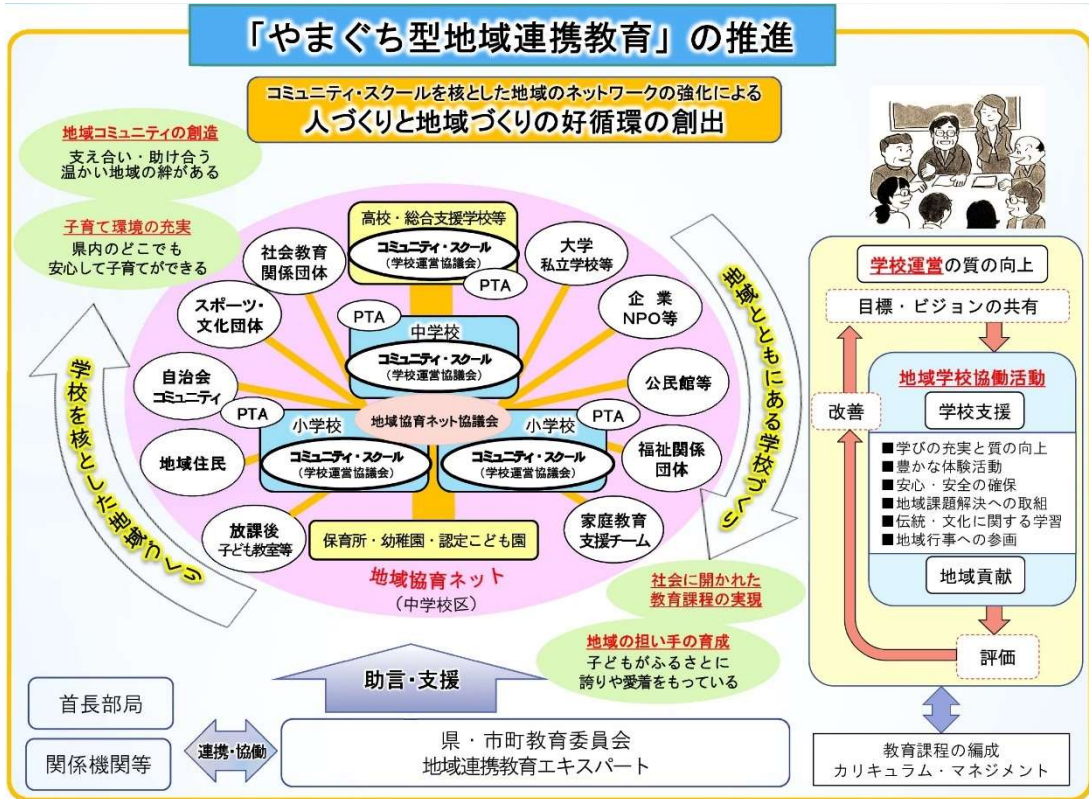 「やまぐち型地域連携教育」の推進
コミュニティ・スクールを核とした地域のネットワークの強化による
人づくりと地域づくりの好循環の創出
地域コミュニティの創造
支え合い・助け合う
温かい地域の絆がある
子育て環境の充実
県内のどこでも
安心して子育てができる
学校を核とした地域づくり
高校・総合支援学校等
コミュニティ・スクール
(学校運営協議会)
PTA
社会教育
関係団体
大学
私立学校等
スポーツ・
文化団体
PTA
中学校
コミュニティ・スクール
(学校運営協議会)
企業
NPO等
自治会
コミュニティ
公民館等
地域協育ネット協議会
PTA
小学校
コミュニティ・スクール
(学校運営協議会)
小学校
PTA
コミュニティ・スクール
(学校運営協議会)
地域住民
福祉関係
団体
放課後
子ども教室等
保育所・幼稚園・認定こども園
家庭教育
支援チーム
地域協育ネット
(中学校区)
地域とともにある学校づくり
社会に開かれた
教育課程の実現
地域の担い手の育成
子どもがふるさとに
誇りや愛着をもっている
助言・支援
首長部局
関係機関等
連携・協働
県・市町教育委員会
地域連携教育エキスパート
学校運営の質の向上
目標・ビジョンの共有
地域学校協働活動
学校支援
■学びの充実と質の向上
■豊かな体験活動
■安心・安全の確保
■地域課題解決への取組
■伝統・文化に関する学習
■地域行事への参画
地域貢献
改善
評価
教育課程の編成
カリキュラム・マネジメント